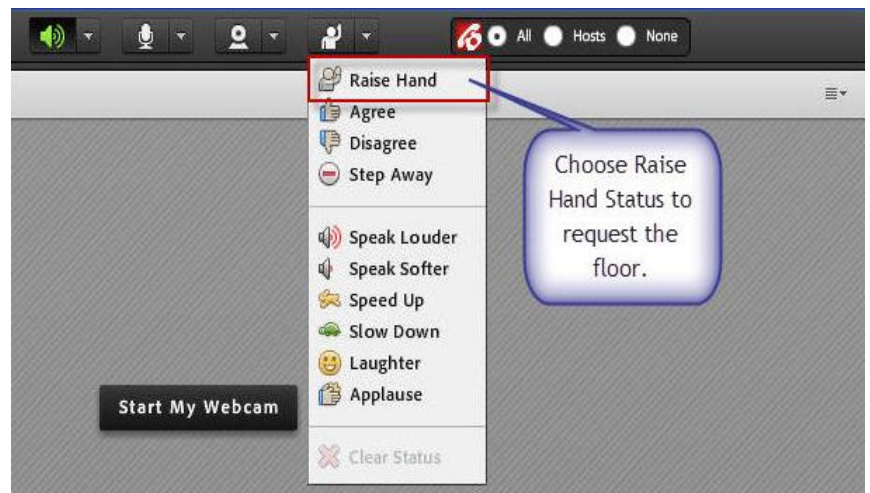 All Hosts None
Raise Hand
Agree
Disagree
Step Away
Choose Raise
Hand Status to
request the
floor.
Speak Louder
Speak Softer
Speed Up
Slow Down
Laughter
Applause
Start My Webcam
Clear Status